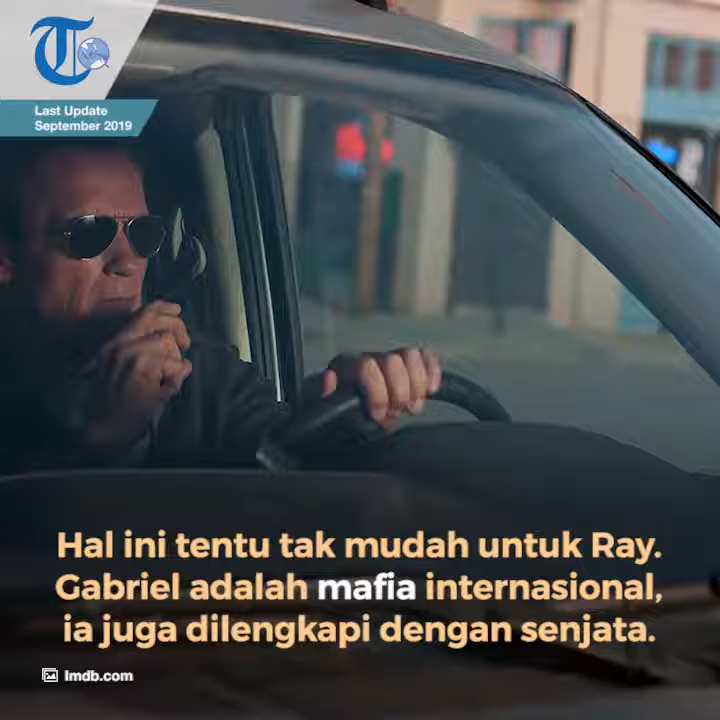 T
Last Update
September 2019
Hal ini tentu tak mudah untuk Ray.
Gabriel adalah mafia internasional,
ia juga dilengkapi dengan senjata.
Imdb.com